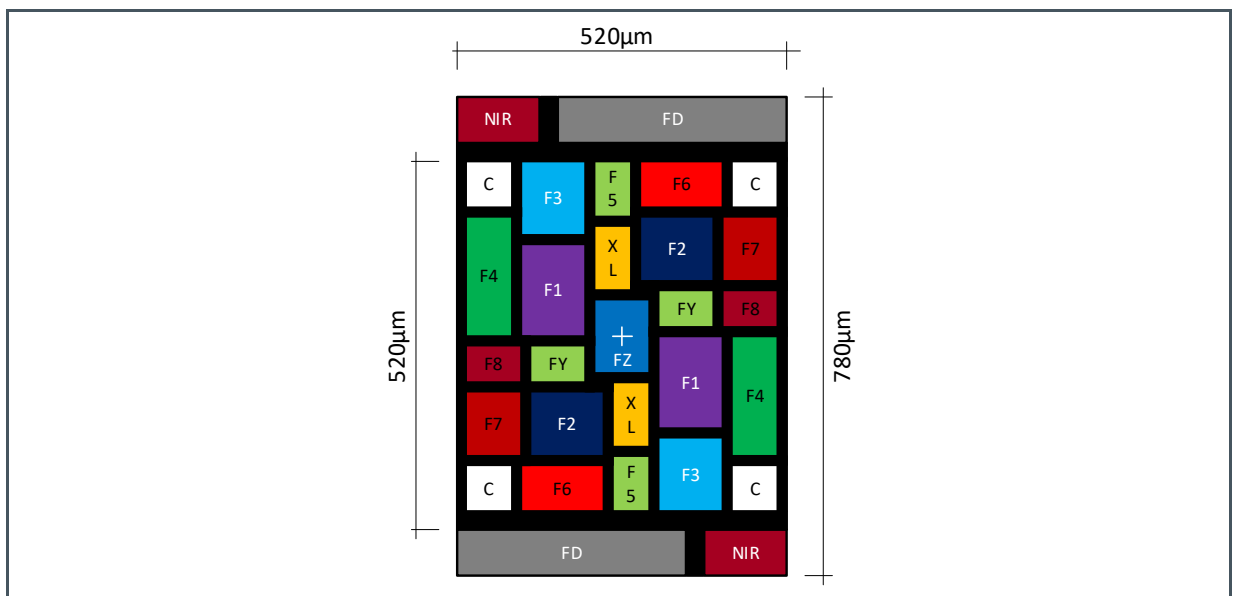 520µm
NIR FD
C F3 F
5 F6 C
F4 F1 X
L F2 F7
FY F8
520µm
780µm
FZ
F8 FY F1 F4
F7 F2 X
L
C F6 F
5 F3 C
FD NIR